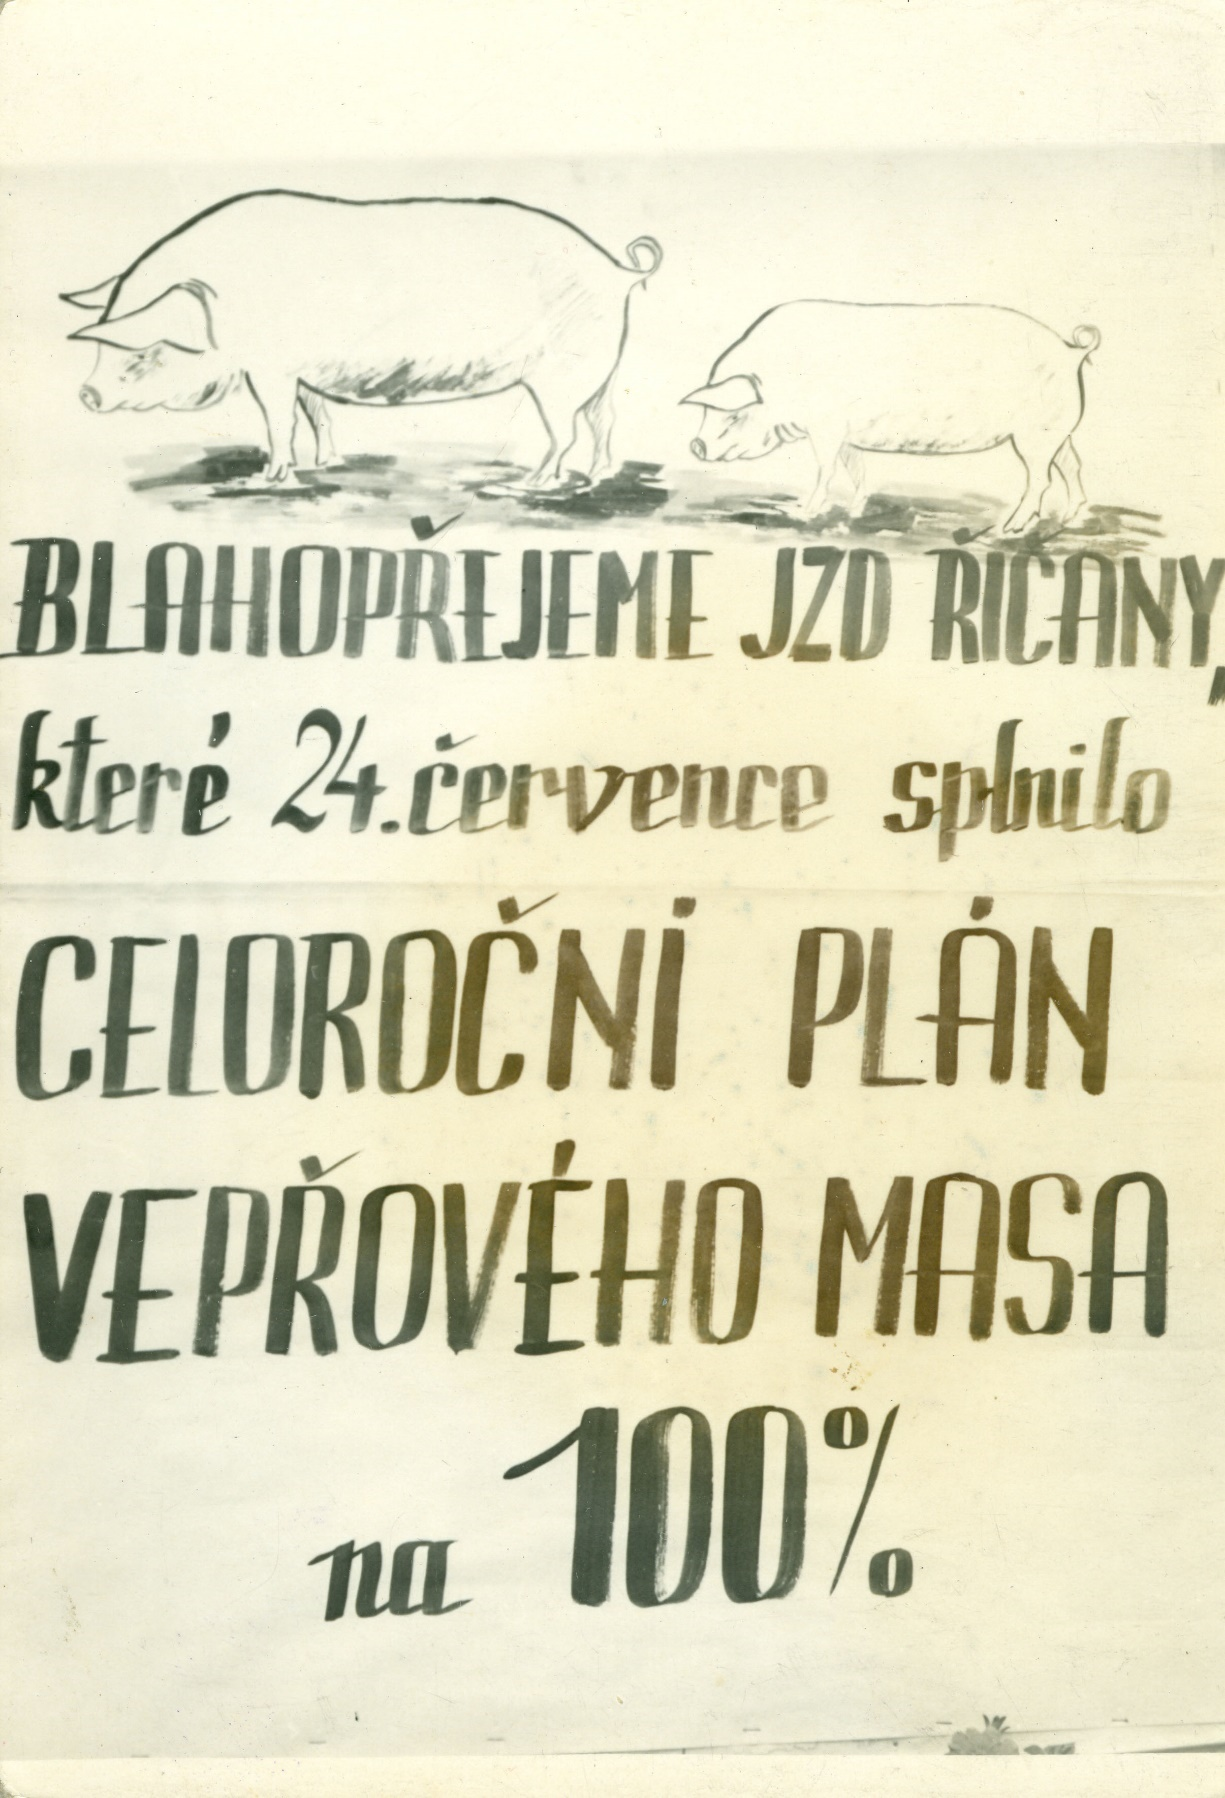 BLAHOPŘEJEME JZD ŘÍČANY,
které 24. července splnilo
CELOROČNÍ PLÁN
VEPŘOVÉHO MASA
na 100%